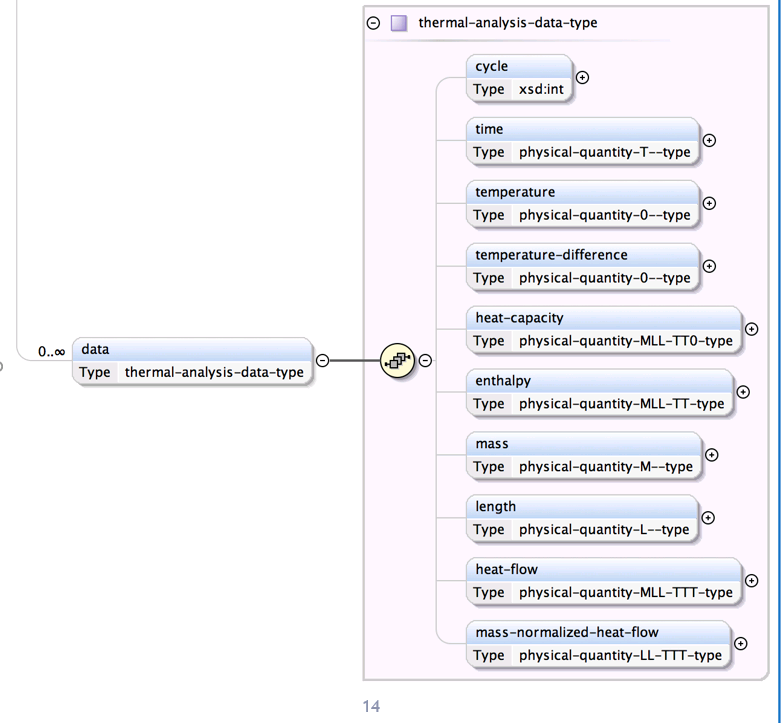 thermal-analysis-data-type
cycle
Type xsd:int
time
Type physical-quantity-T--type
temperature
Type physical-quantity-0--type
temperature-difference
Type physical-quantity-0--type
heat-capacity
Type physical-quantity-MLL-TT0-type
0..∞
data
Type thermal-analysis-data-type
enthalpy
Type physical-quantity-MLL-TT-type
mass
Type physical-quantity-M--type
length
Type physical-quantity-L--type
heat-flow
Type physical-quantity-MLL-TTT-type
mass-normalized-heat-flow
Type physical-quantity-LL-TTT-type
14